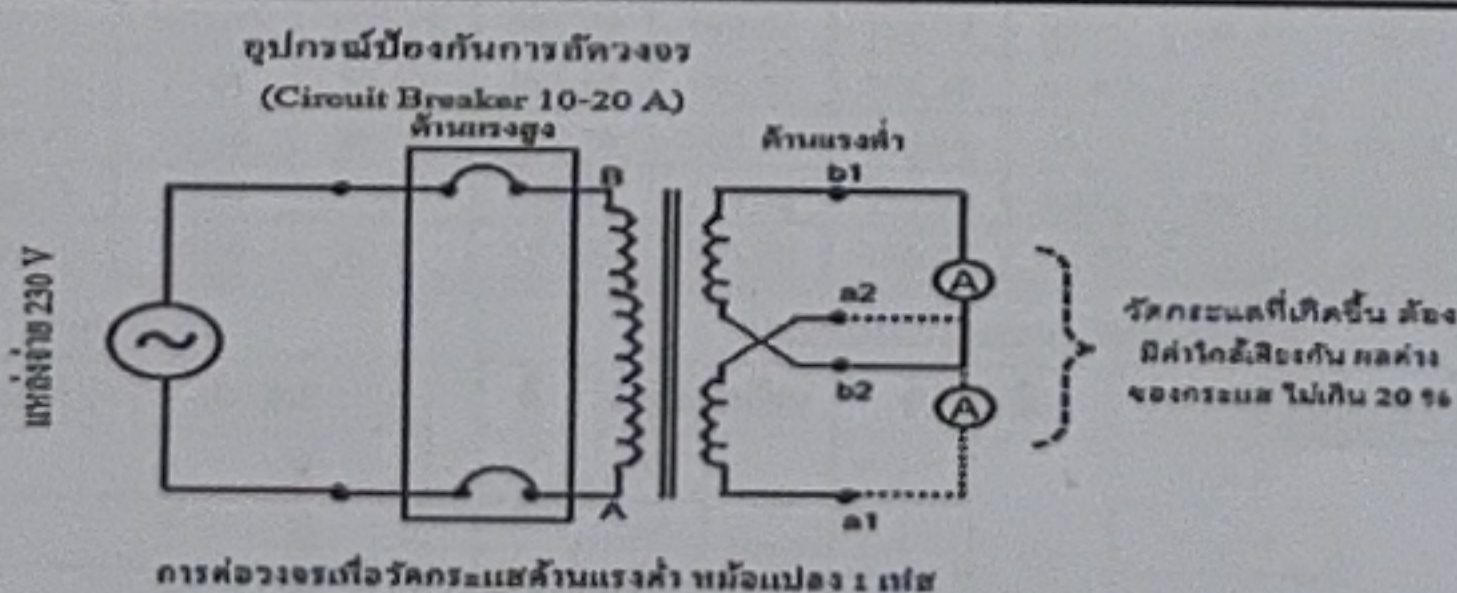 อุปกรณ์ป้องกันการลัดวงจร
(Circuit Breaker 10-20 A)
ด้านแรงสูง
ด้านแรงต่ำ
B
b1
แหล่งจ่าย 230 V
A
a2
วัดกระแสที่เกิดขึ้น ต้อง
มีค่าใกล้เคียงกัน ผลต่าง
ของกระแส ไม่เกิน 20 %
b2
A
A
a1
การต่อวงจรเพื่อวัดกระแสด้านแรงต่ำ หม้อแปลง 1 เฟส